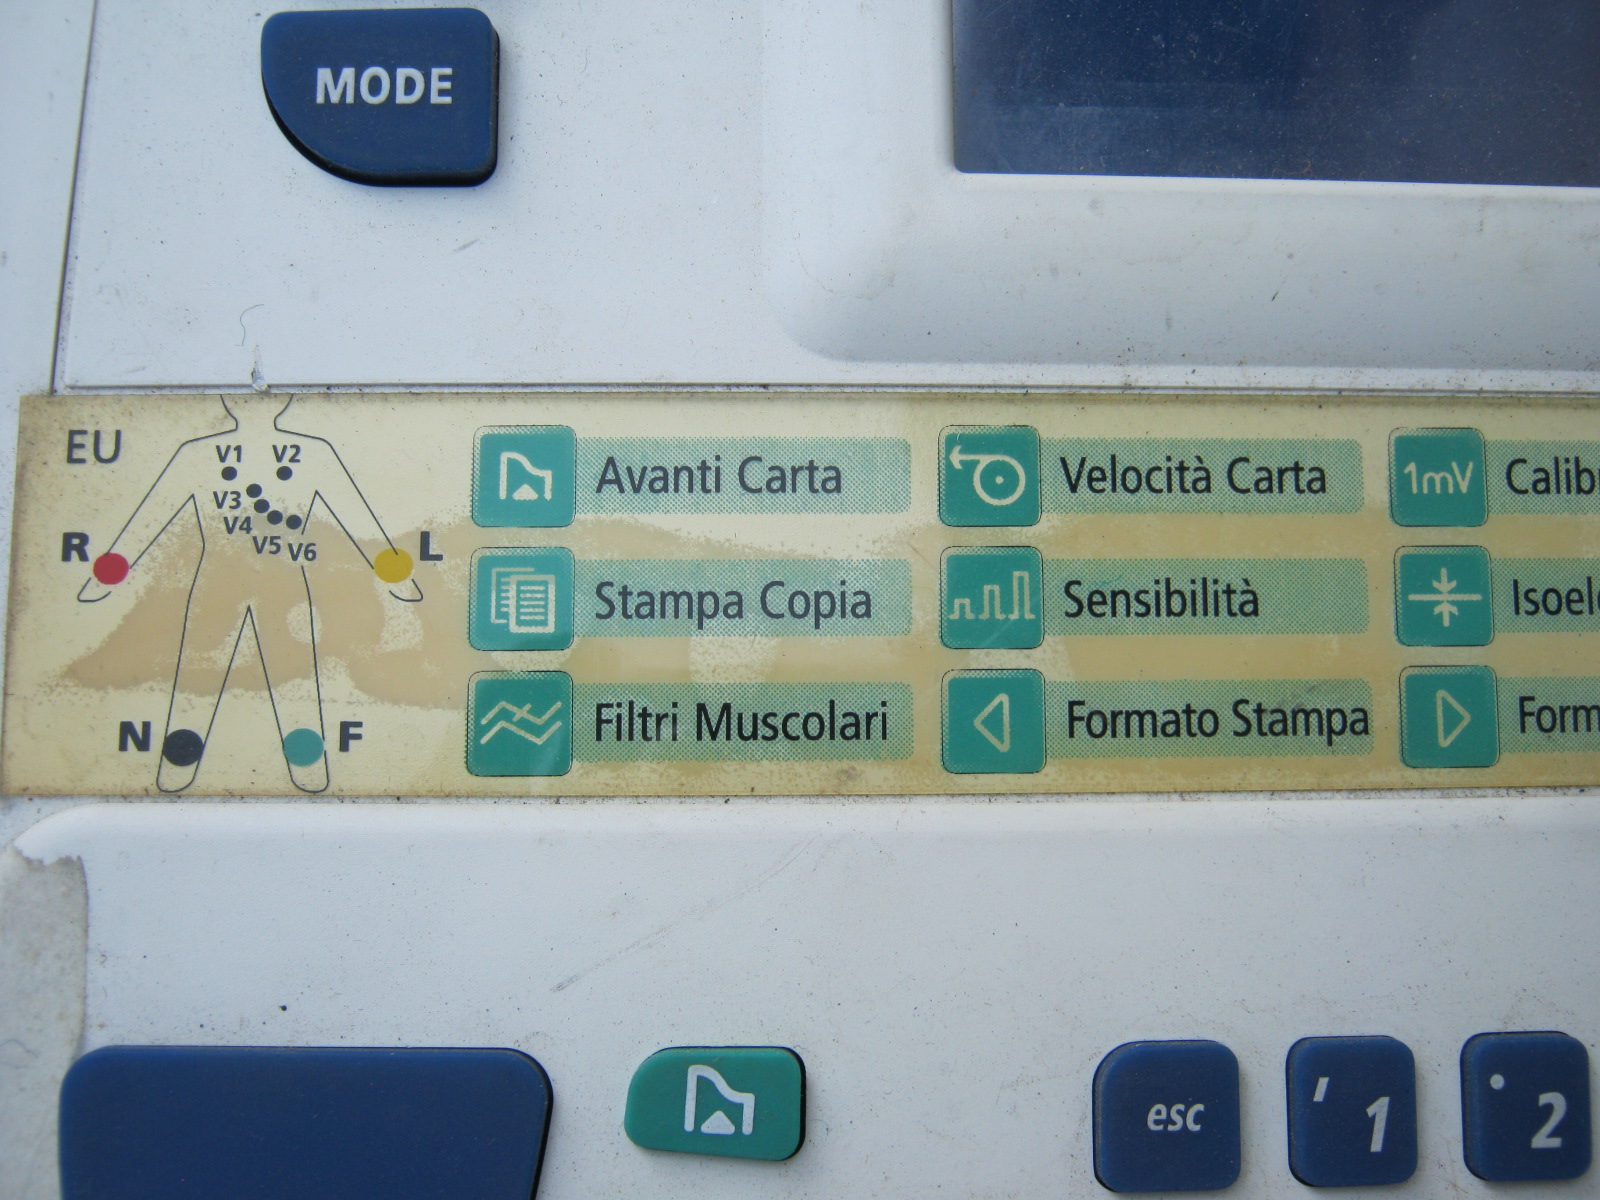 MODE
EU
V1 V2
V3
V4
V5 V6
R L
N F
Avanti Carta
Velocità Carta
1mV
Stampa Copia
Sensibilità
Filtri Muscolari
Formato Stampa
esc
' 1
• 2